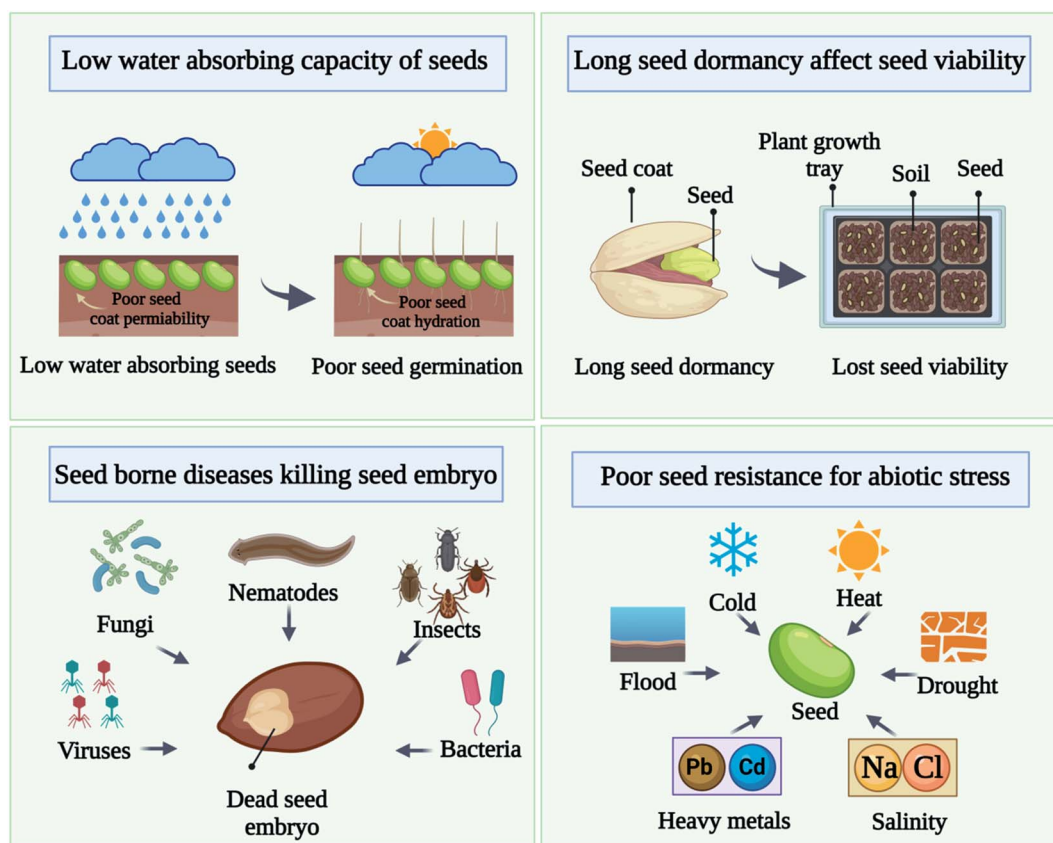 Low water absorbing capacity of seeds
Poor seed
coat permiability
Low water absorbing seeds
Poor seed
coat hydration
Poor seed germination
Long seed dormancy affect seed viability
Seed coat
Seed
Long seed dormancy
Plant growth
tray
Soil
Seed
Lost seed viability
Seed borne diseases killing seed embryo
Fungi
Nematodes
Insects
Viruses
Bacteria
Dead seed
embryo
Poor seed resistance for abiotic stress
Cold
Heat
Flood
Seed
Drought
Pb Cd
Na Cl
Heavy metals
Salinity